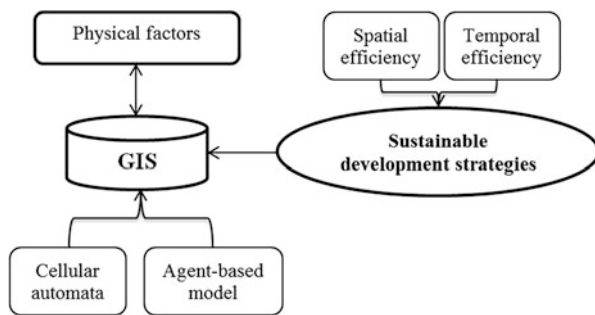 Physical factors
Spatial
efficiency
Temporal
efficiency
GIS
Sustainable
development strategies
Cellular
automata
Agent-based
model